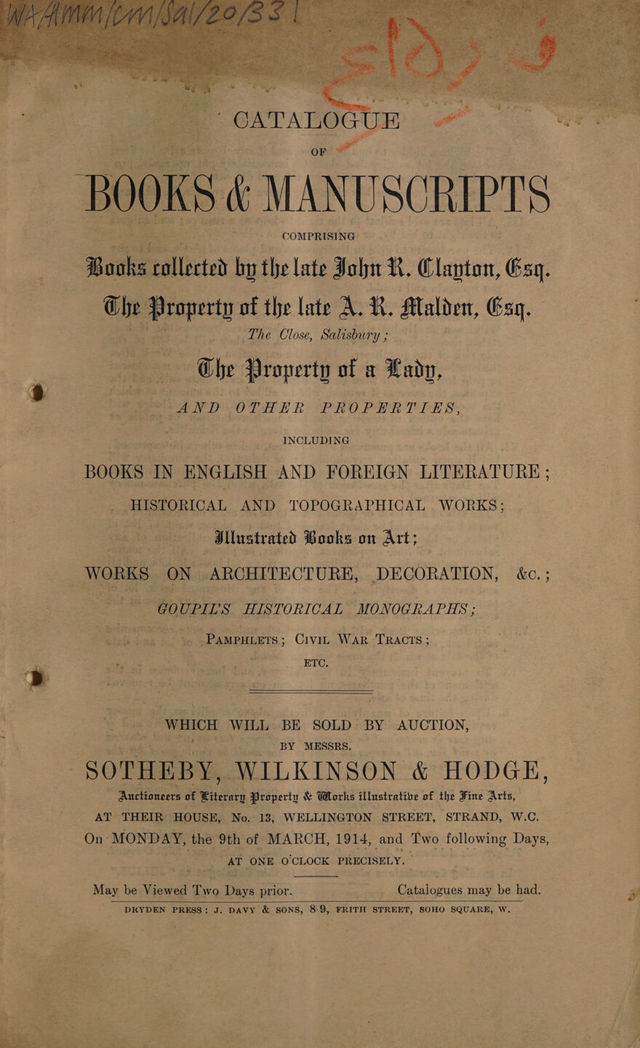 WA/HMM/CM/Sal/20/331
CATALOGUE
OF
BOOKS & MANUSCRIPTS
COMPRISING
Books collected by the late John R. Clayton, Esq.
The Property of the late A. R. Malden, Esq.
The Close, Salisbury;
The Property of a Lady,
AND OTHER PROPERTIES,
INCLUDING
BOOKS IN ENGLISH AND FOREIGN LITERATURE;
HISTORICAL AND TOPOGRAPHICAL WORKS;
Illustrated Books on Art;
WORKS ON ARCHITECTURE, DECORATION, &c.;
GOUPIL'S HISTORICAL MONOGRAPHS;
PAMPHLETS; CIVIL WAR TRACTS;
ETC.
WHICH WILL BE SOLD BY AUCTION,
BY MESSRS.
SOTHEBY, WILKINSON & HODGE,
Auctioneers of Literary Property & Works illustrative of the Fine Arts,
AT THEIR HOUSE, No. 13, WELLINGTON STREET, STRAND, W.C.
On MONDAY, the 9th of MARCH, 1914, and Two following Days,
AT ONE O'CLOCK PRECISELY.
May be Viewed Two Days prior. Catalogues may be had.
DRYDEN PRESS: J. DAVY & SONS, 8-9, FRITH STREET, SOHO SQUARE, W.